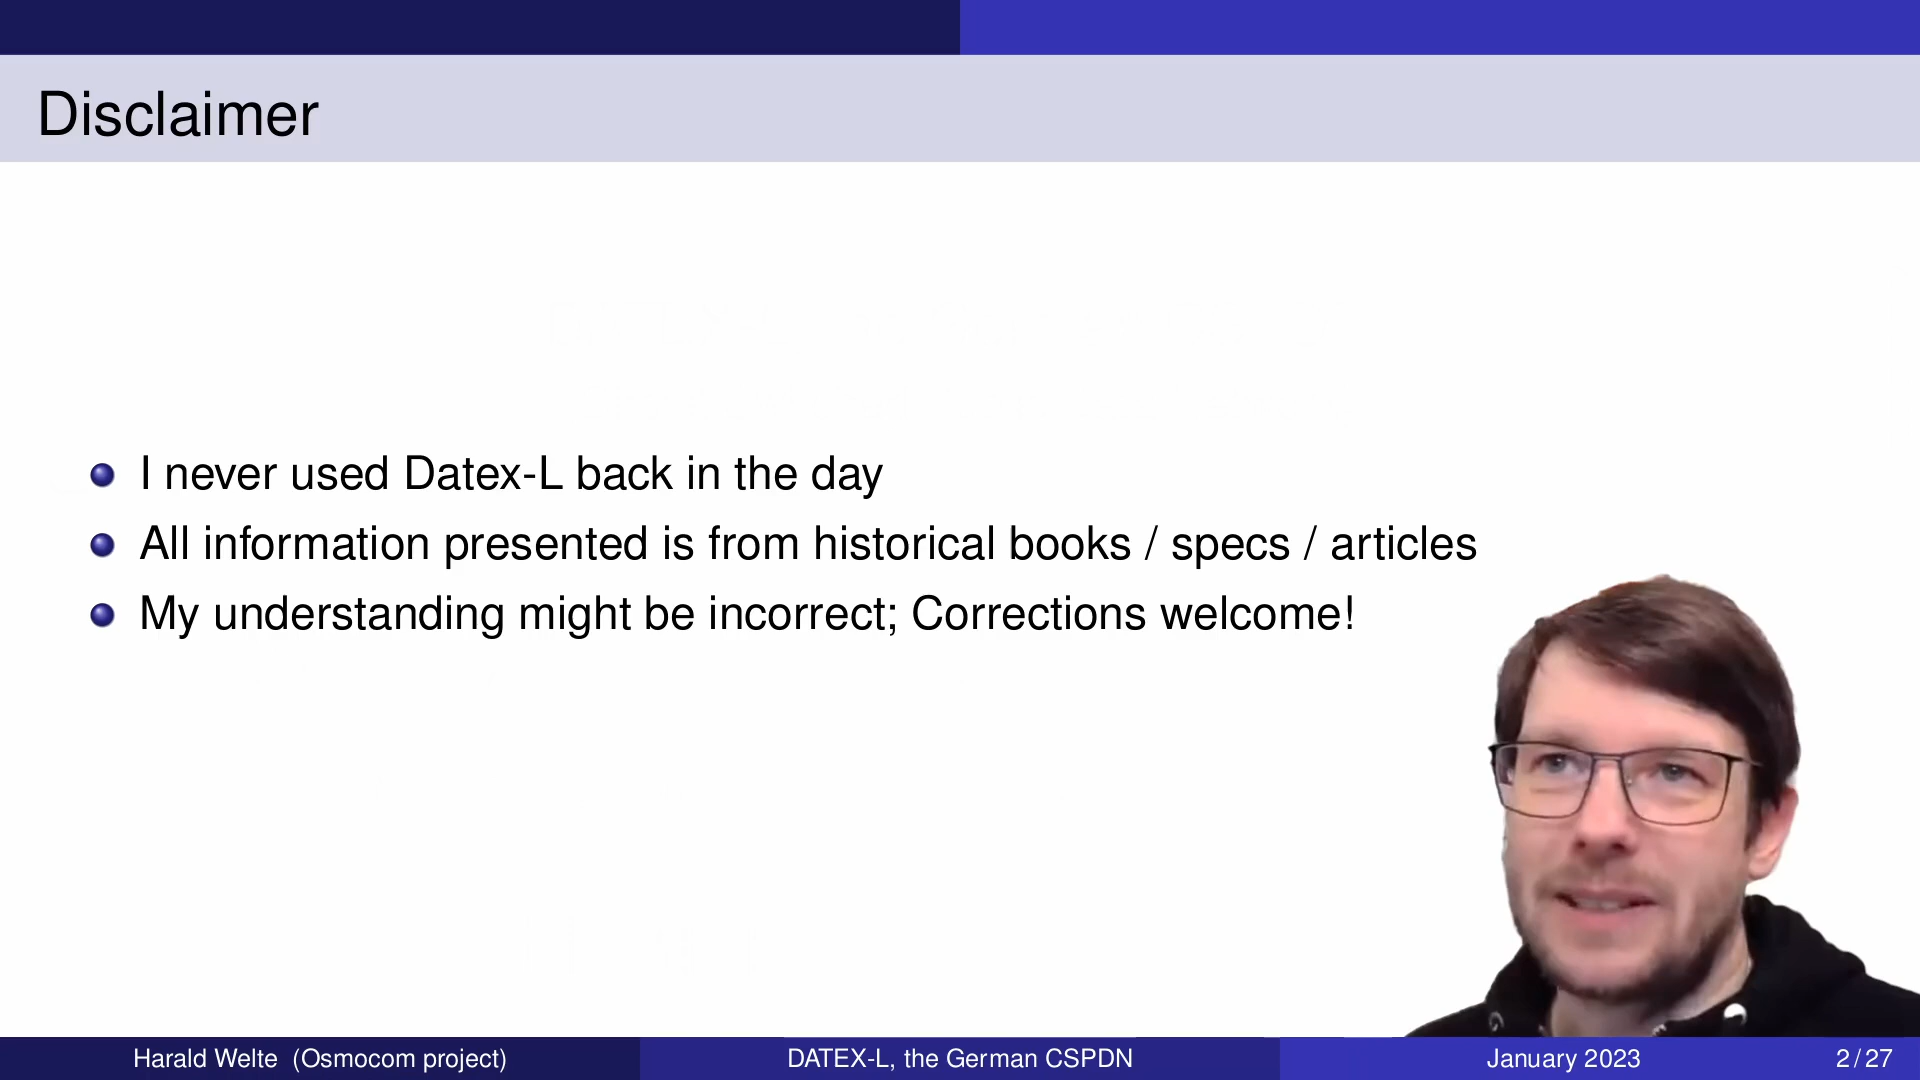 Disclaimer
I never used Datex-L back in the day
All information presented is from historical books / specs / articles
My understanding might be incorrect; Corrections welcome!
Harald Welte (Osmocom project)
DATEX-L, the German CSPDN
January 2023
2 / 27